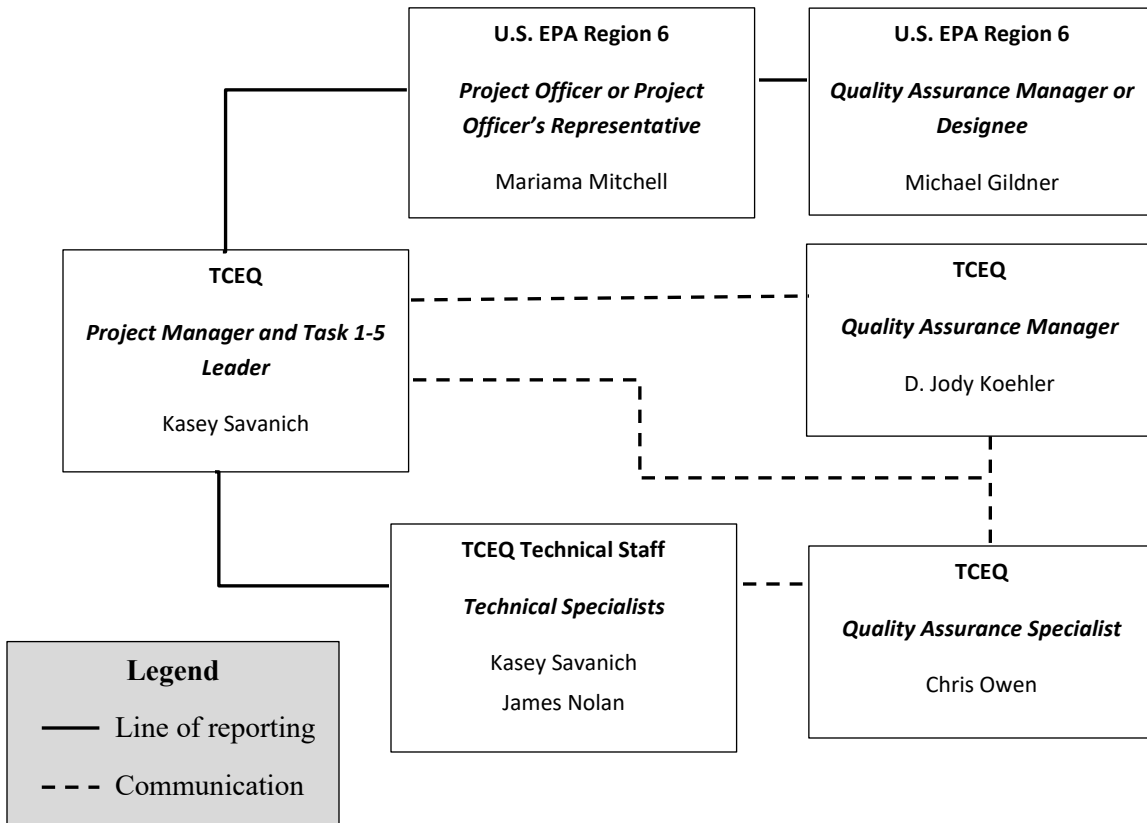 U.S. EPA Region 6
Project Officer or Project
Officer’s Representative
Mariama Mitchell
U.S. EPA Region 6
Quality Assurance Manager or
Designee
Michael Gildner
TCEQ
Project Manager and Task 1-5
Leader
Kasey Savanich
TCEQ
Quality Assurance Manager
D. Jody Koehler
TCEQ Technical Staff
Technical Specialists
Kasey Savanich
James Nolan
TCEQ
Quality Assurance Specialist
Chris Owen
Legend
Line of reporting
Communication